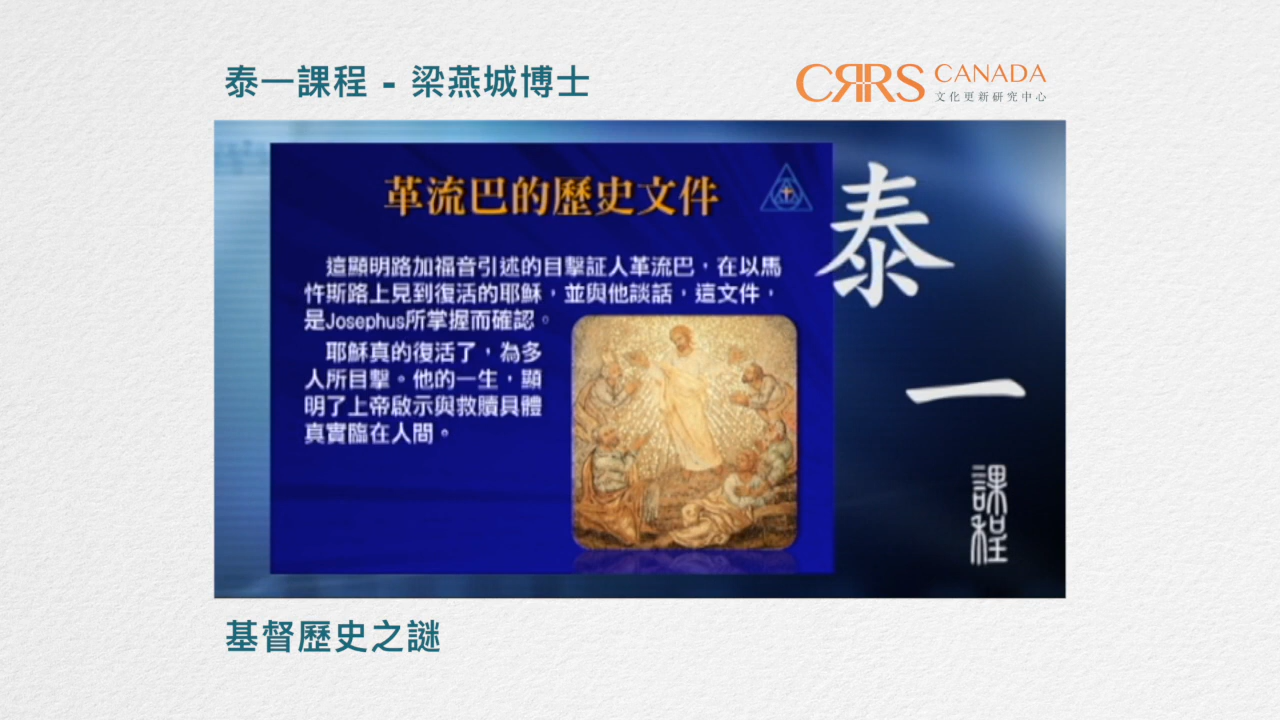 泰一課程 - 梁燕城博士
CRRS CANADA
文化更新研究中心
革流巴的歷史文件
這顯明路加福音引述的目擊証人革流巴，在以馬
忤斯路上見到復活的耶穌，並與他談話，這文件，
是Josephus所掌握而確認。
耶穌真的復活了，為多
人所目擊。他的一生，顯
明了上帝啟示與救贖具體
真實臨在人間。
泰一
課程
基督歷史之謎